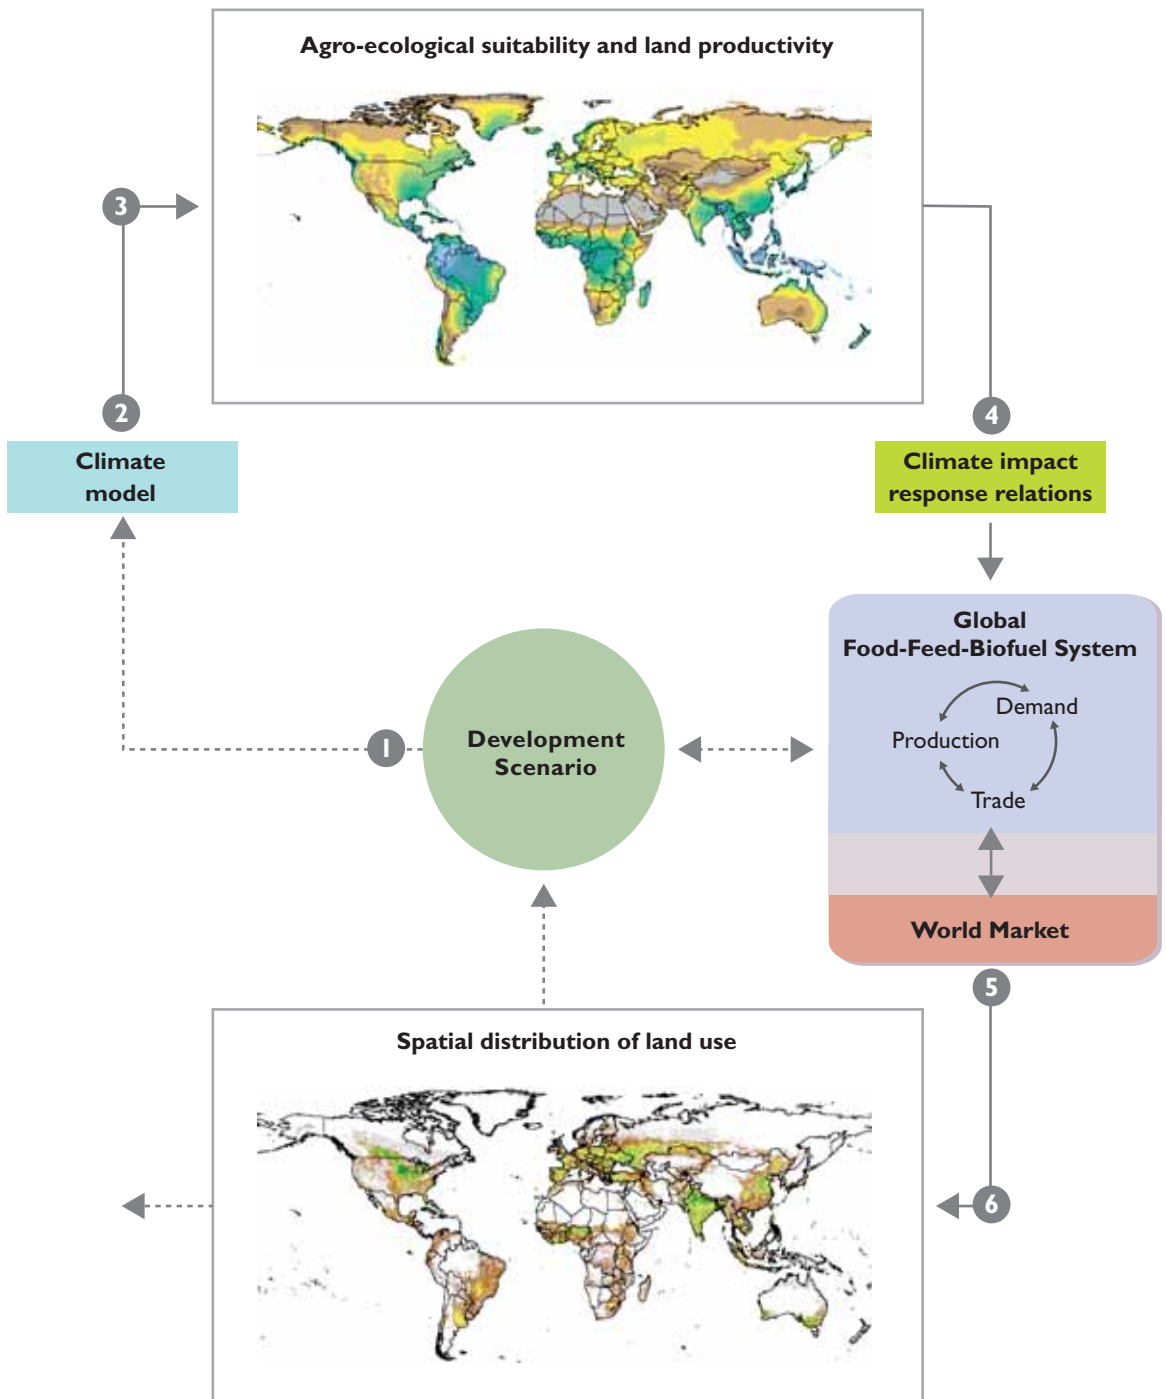 Agro-ecological suitability and land productivity
3
2
4
Climate
model
Climate impact
response relations
Global
Food-Feed-Biofuel System
Demand
Production
Trade
1
Development
Scenario
World Market
5
Spatial distribution of land use
6